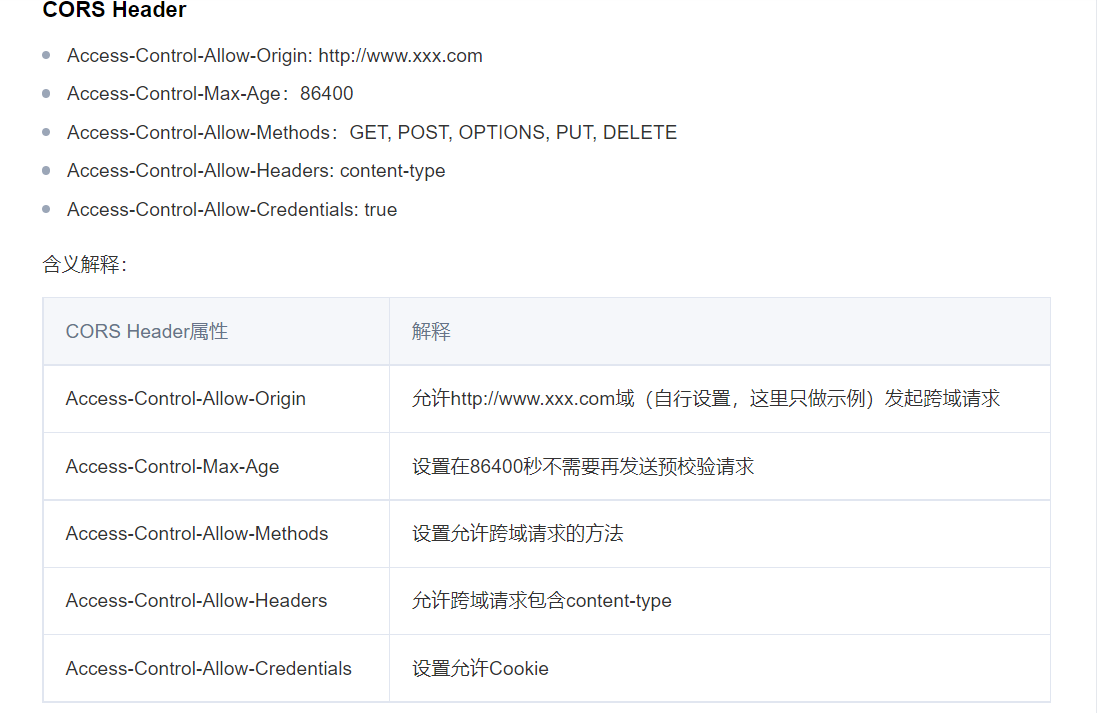 CORS Header
Access-Control-Allow-Origin: http://www.xxx.com
Access-Control-Max-Age：86400
Access-Control-Allow-Methods：GET, POST, OPTIONS, PUT, DELETE
Access-Control-Allow-Headers: content-type
Access-Control-Allow-Credentials: true
含义解释：
CORS Header属性 解释
Access-Control-Allow-Origin 允许http://www.xxx.com域（自行设置，这里只做示例）发起跨域请求
Access-Control-Max-Age 设置在86400秒不需要再发送预校验请求
Access-Control-Allow-Methods 设置允许跨域请求的方法
Access-Control-Allow-Headers 允许跨域请求包含content-type
Access-Control-Allow-Credentials 设置允许Cookie